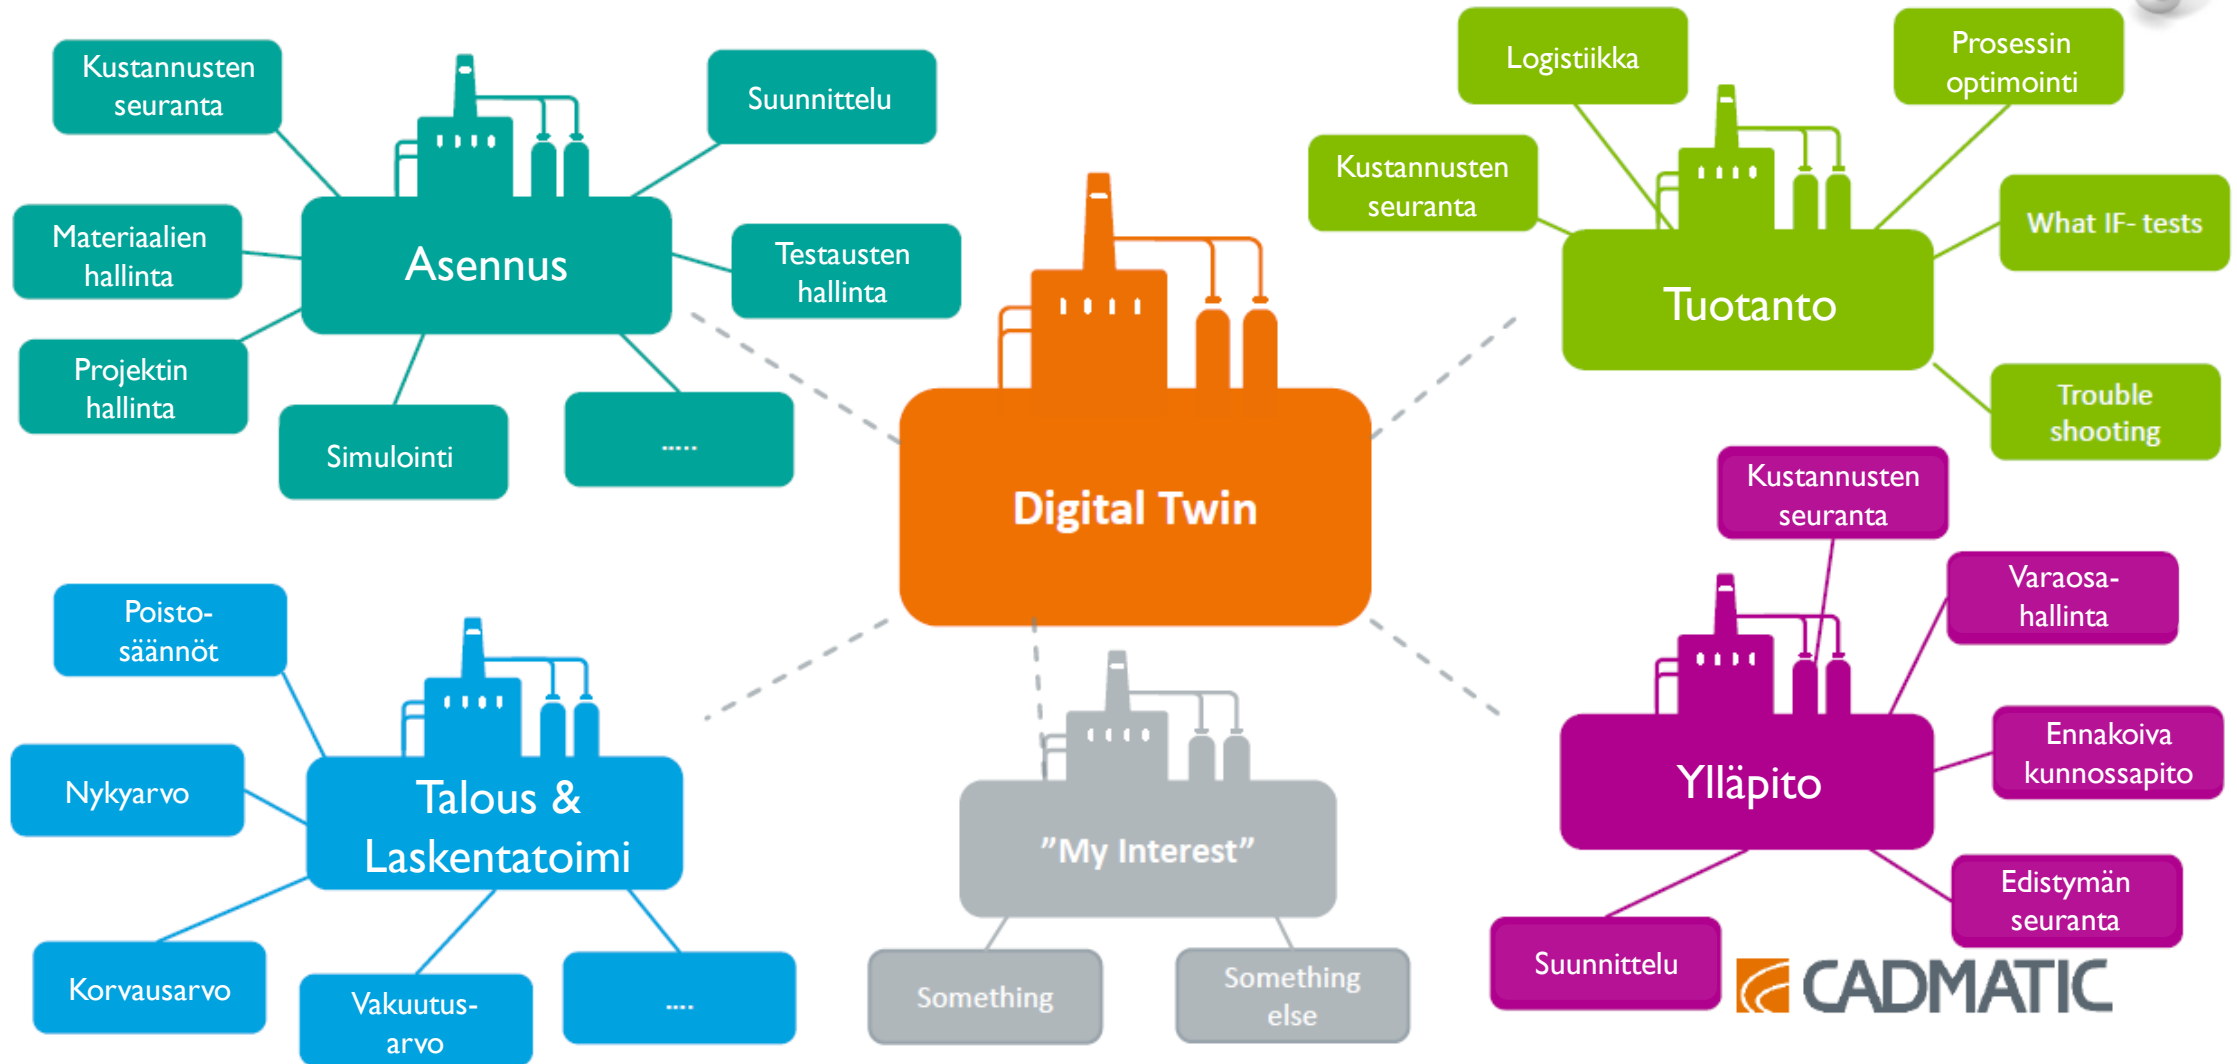 Kustannusten
seuranta
Suunnittelu
Materiaalien
hallinta
Asennus
Testausten
hallinta
Projektin
hallinta
Simulointi
.....
Logistiikka
Prosessin
optimointi
Kustannusten
seuranta
What IF- tests
Tuotanto
Trouble
shooting
Digital Twin
Poisto-
säännöt
Nykyarvo
Talous &
Laskentatoimi
Korvausarvo
Vakuutus-
arvo
....
"My Interest"
Something
Something
else
Kustannusten
seuranta
Varaosa-
hallinta
Ennakoiva
kunnossapito
Ylläpito
Edistymän
seuranta
Suunnittelu
CADMATIC